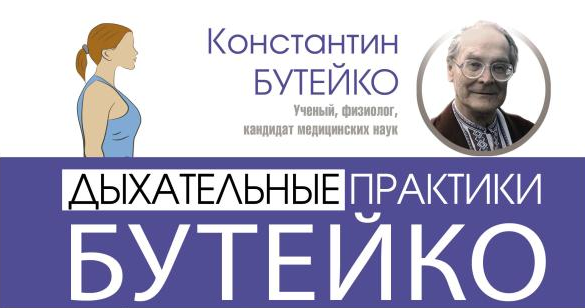 Константин
БУТЕЙКО
Ученый, физиолог,
кандидат медицинских наук
ДЫХАТЕЛЬНЫЕ ПРАКТИКИ
БУТЕЙКО